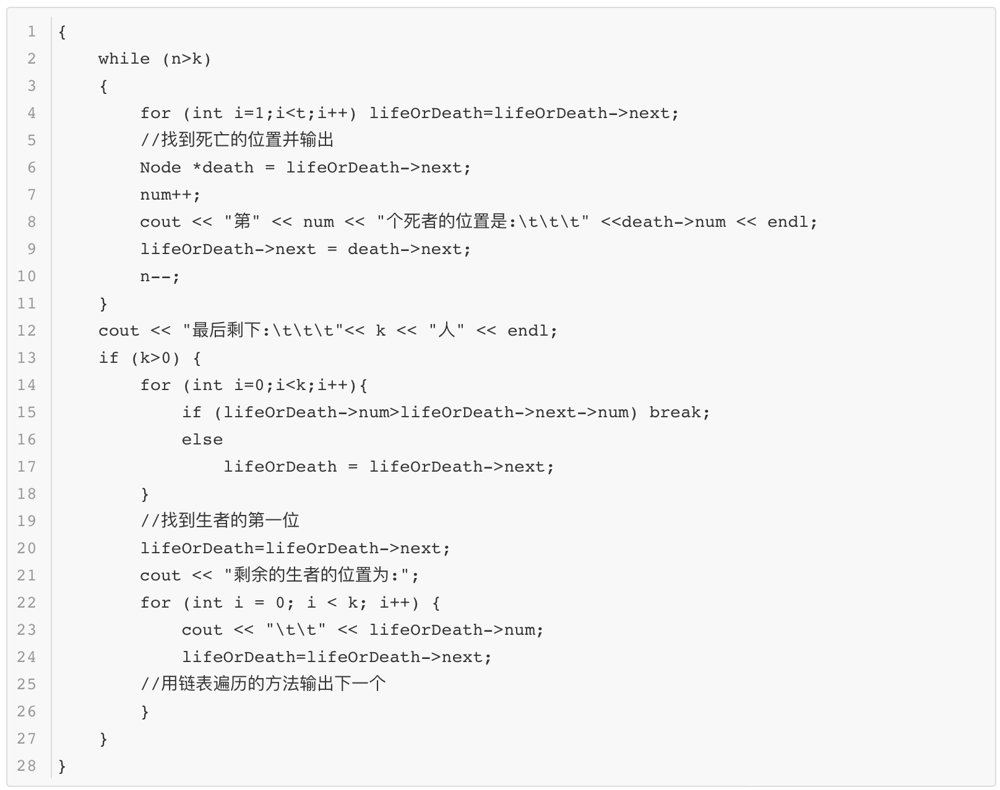 1 {
2     while (n>k)
3     {
4         for (int i=1;i<t;i++) lifeOrDeath=lifeOrDeath->next;
5         //找到死亡的位置并输出
6         Node *death = lifeOrDeath->next;
7         num++;
8         cout << "第" << num << "个死者的位置是:\t\t\t" <<death->num << endl;
9         lifeOrDeath->next = death->next;
10         n--;
11     }
12     cout << "最后剩下:\t\t\t"<< k << "人" << endl;
13     if (k>0) {
14         for (int i=0;i<k;i++){
15             if (lifeOrDeath->num>lifeOrDeath->next->num) break;
16             else
17                 lifeOrDeath = lifeOrDeath->next;
18         }
19         //找到生者的第一位
20         lifeOrDeath=lifeOrDeath->next;
21         cout << "剩余的生者的位置为:";
22         for (int i = 0; i < k; i++) {
23             cout << "\t\t" << lifeOrDeath->num;
24             lifeOrDeath=lifeOrDeath->next;
25         //用链表遍历的方法输出下一个
26         }
27     }
28 }